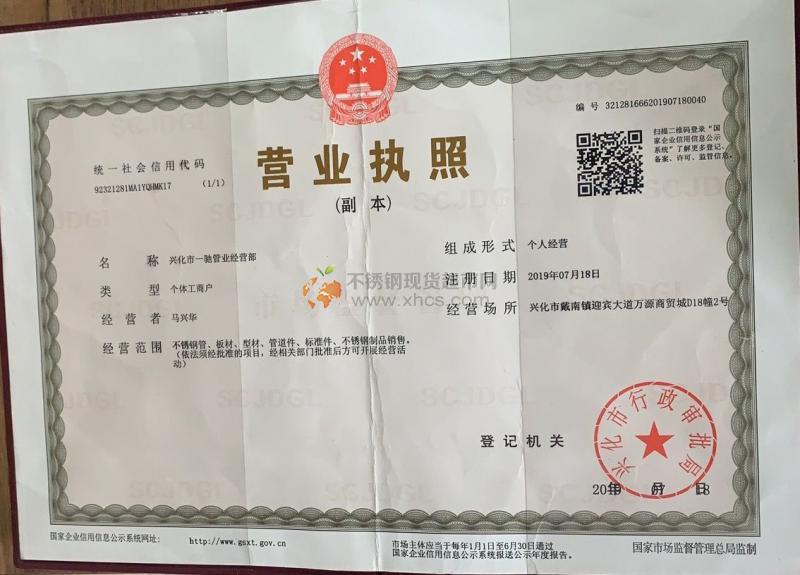 编 号 321281666201907180040
统一社会信用代码
92321281MA1YQHMK17 (1/1)
营业执照
(副 本)
扫描二维码登录“国
家企业信用信息公示
系统”了解更多登记、
备案、许可、监管信息。
名 称 兴化市一驰管业经营部
类 型 个体工商户
经 营 者 马兴华
经 营 范 围 不锈钢管、板材、型材、管道件、标准件、不锈钢制品销售。
(依法须经批准的项目，经相关部门批准后方可开展经营活
动)
组 成 形 式 个人经营
注 册 日 期 2019年07月18日
经 营 场 所 兴化市戴南镇迎宾大道万源商贸城D18幢2号
不锈钢现货超市网
www.xhcs.com
SCJDGL
登 记 机 关
兴化市行政审批局
2019 年 07 月 18 日
国家企业信用信息公示系统网址: http://www.gsxt.gov.cn
市场主体应当于每年1月1日至6月30日通过
国家企业信用信息公示系统报送公示年度报告。
国家市场监督管理总局监制